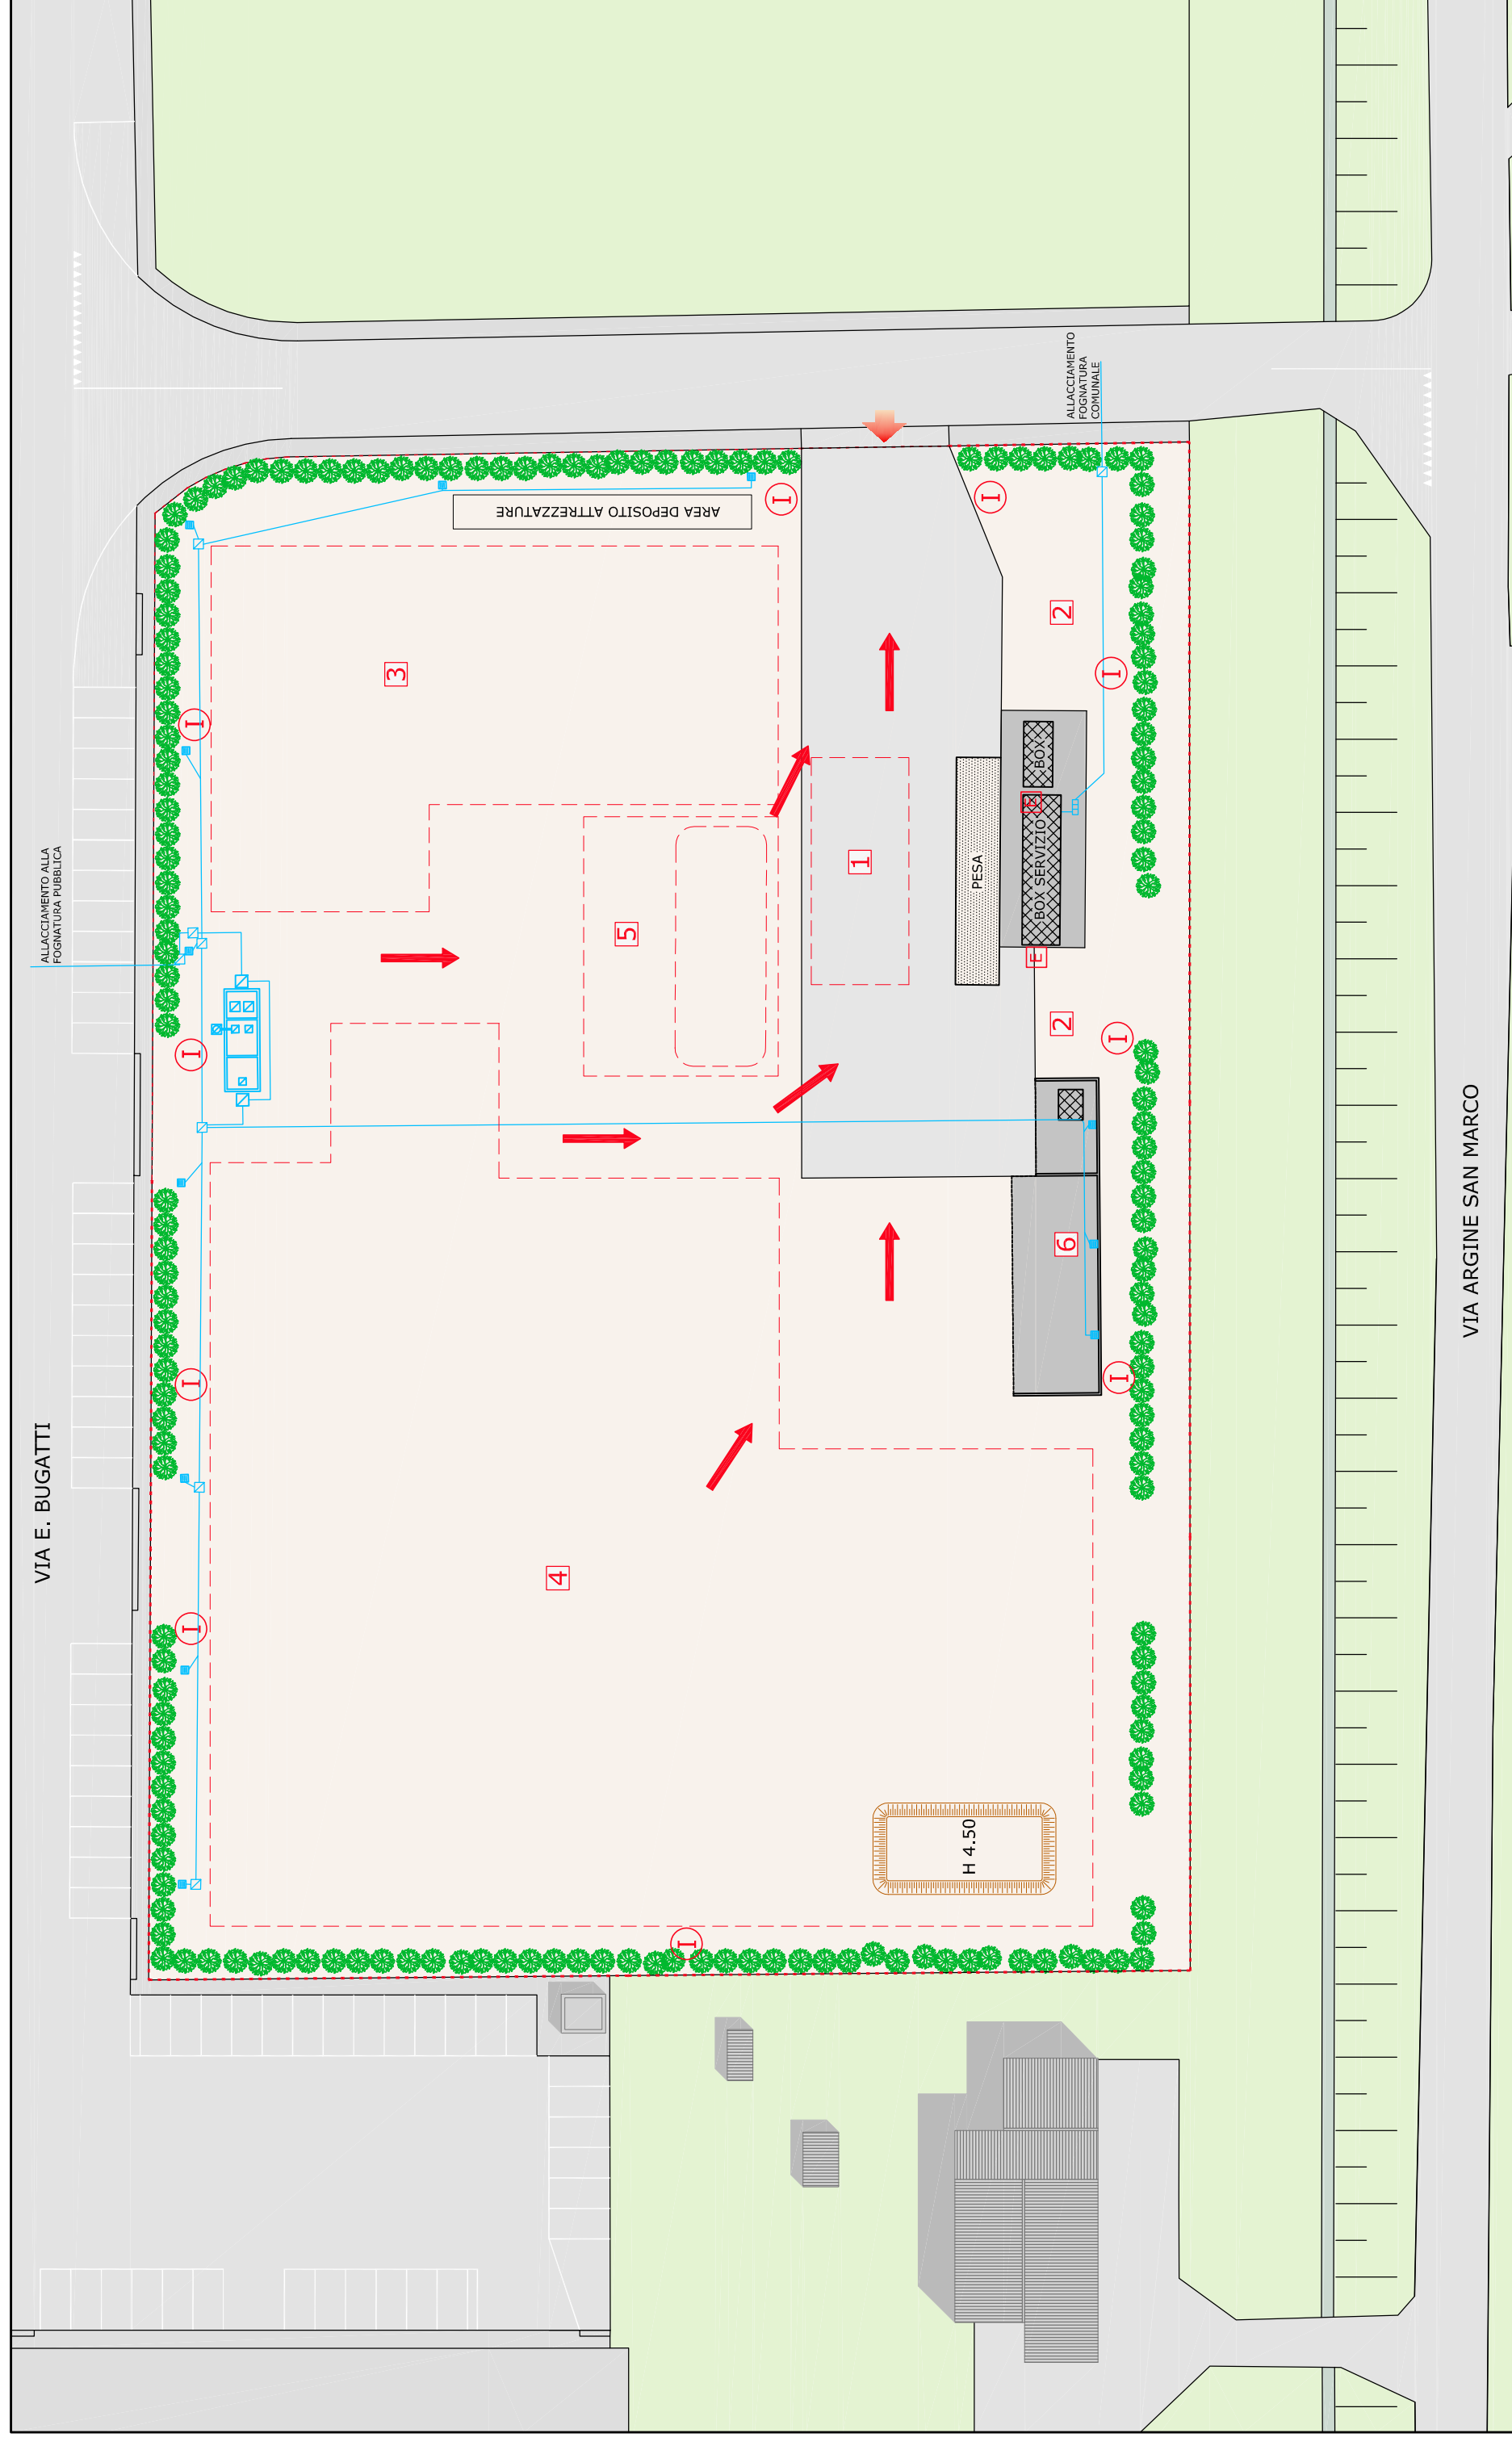 ALLACCIAMENTO
FOGNATURA
COMUNALE
I
I
AREA DEPOSITO ATTREZZATURE
2
3
I
I
BOX
E
BOX SERVIZIO
PESA
1
ALLACCIAMENTO ALLA
FOGNATURA PUBBLICA
5
E
2
I
I
6
VIA ARGINE SAN MARCO
I
I
VIA E. BUGATTI
4
I
H 4.50
I